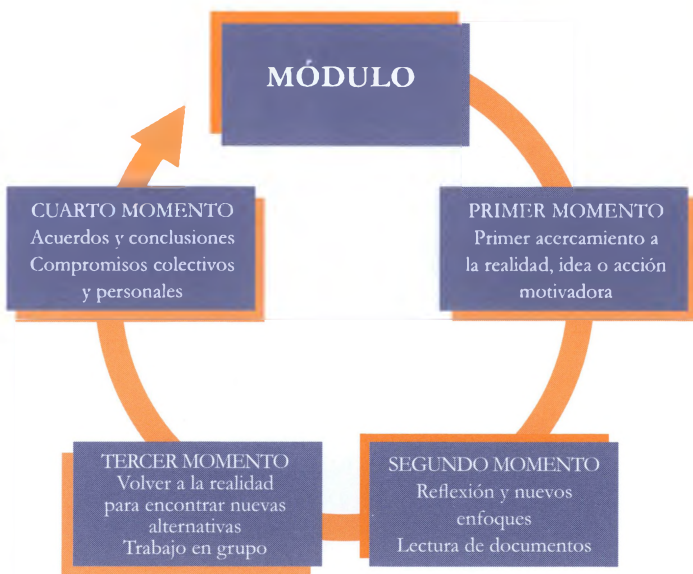 MÓDULO
PRIMER MOMENTO
Primer acercamiento a
la realidad, idea o acción
motivadora
SEGUNDO MOMENTO
Reflexión y nuevos
enfoques
Lectura de documentos
TERCER MOMENTO
Volver a la realidad
para encontrar nuevas
alternativas
Trabajo en grupo
CUARTO MOMENTO
Acuerdos y conclusiones
Compromisos colectivos
y personales